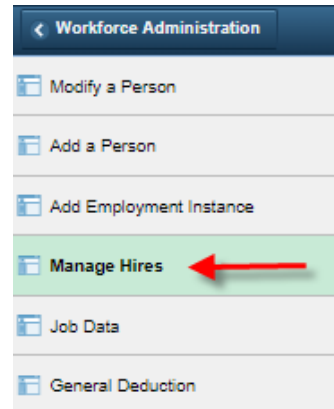 Workforce Administration
Modify a Person
Add a Person
Add Employment Instance
Manage Hires
Job Data
General Deduction